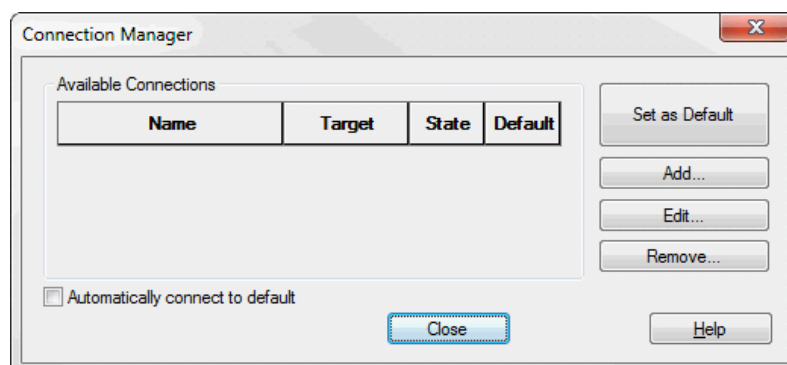 Connection Manager
Available Connections
Name Target State Default
Set as Default
Add...
Edit...
Remove...
Automatically connect to default
Close
Help